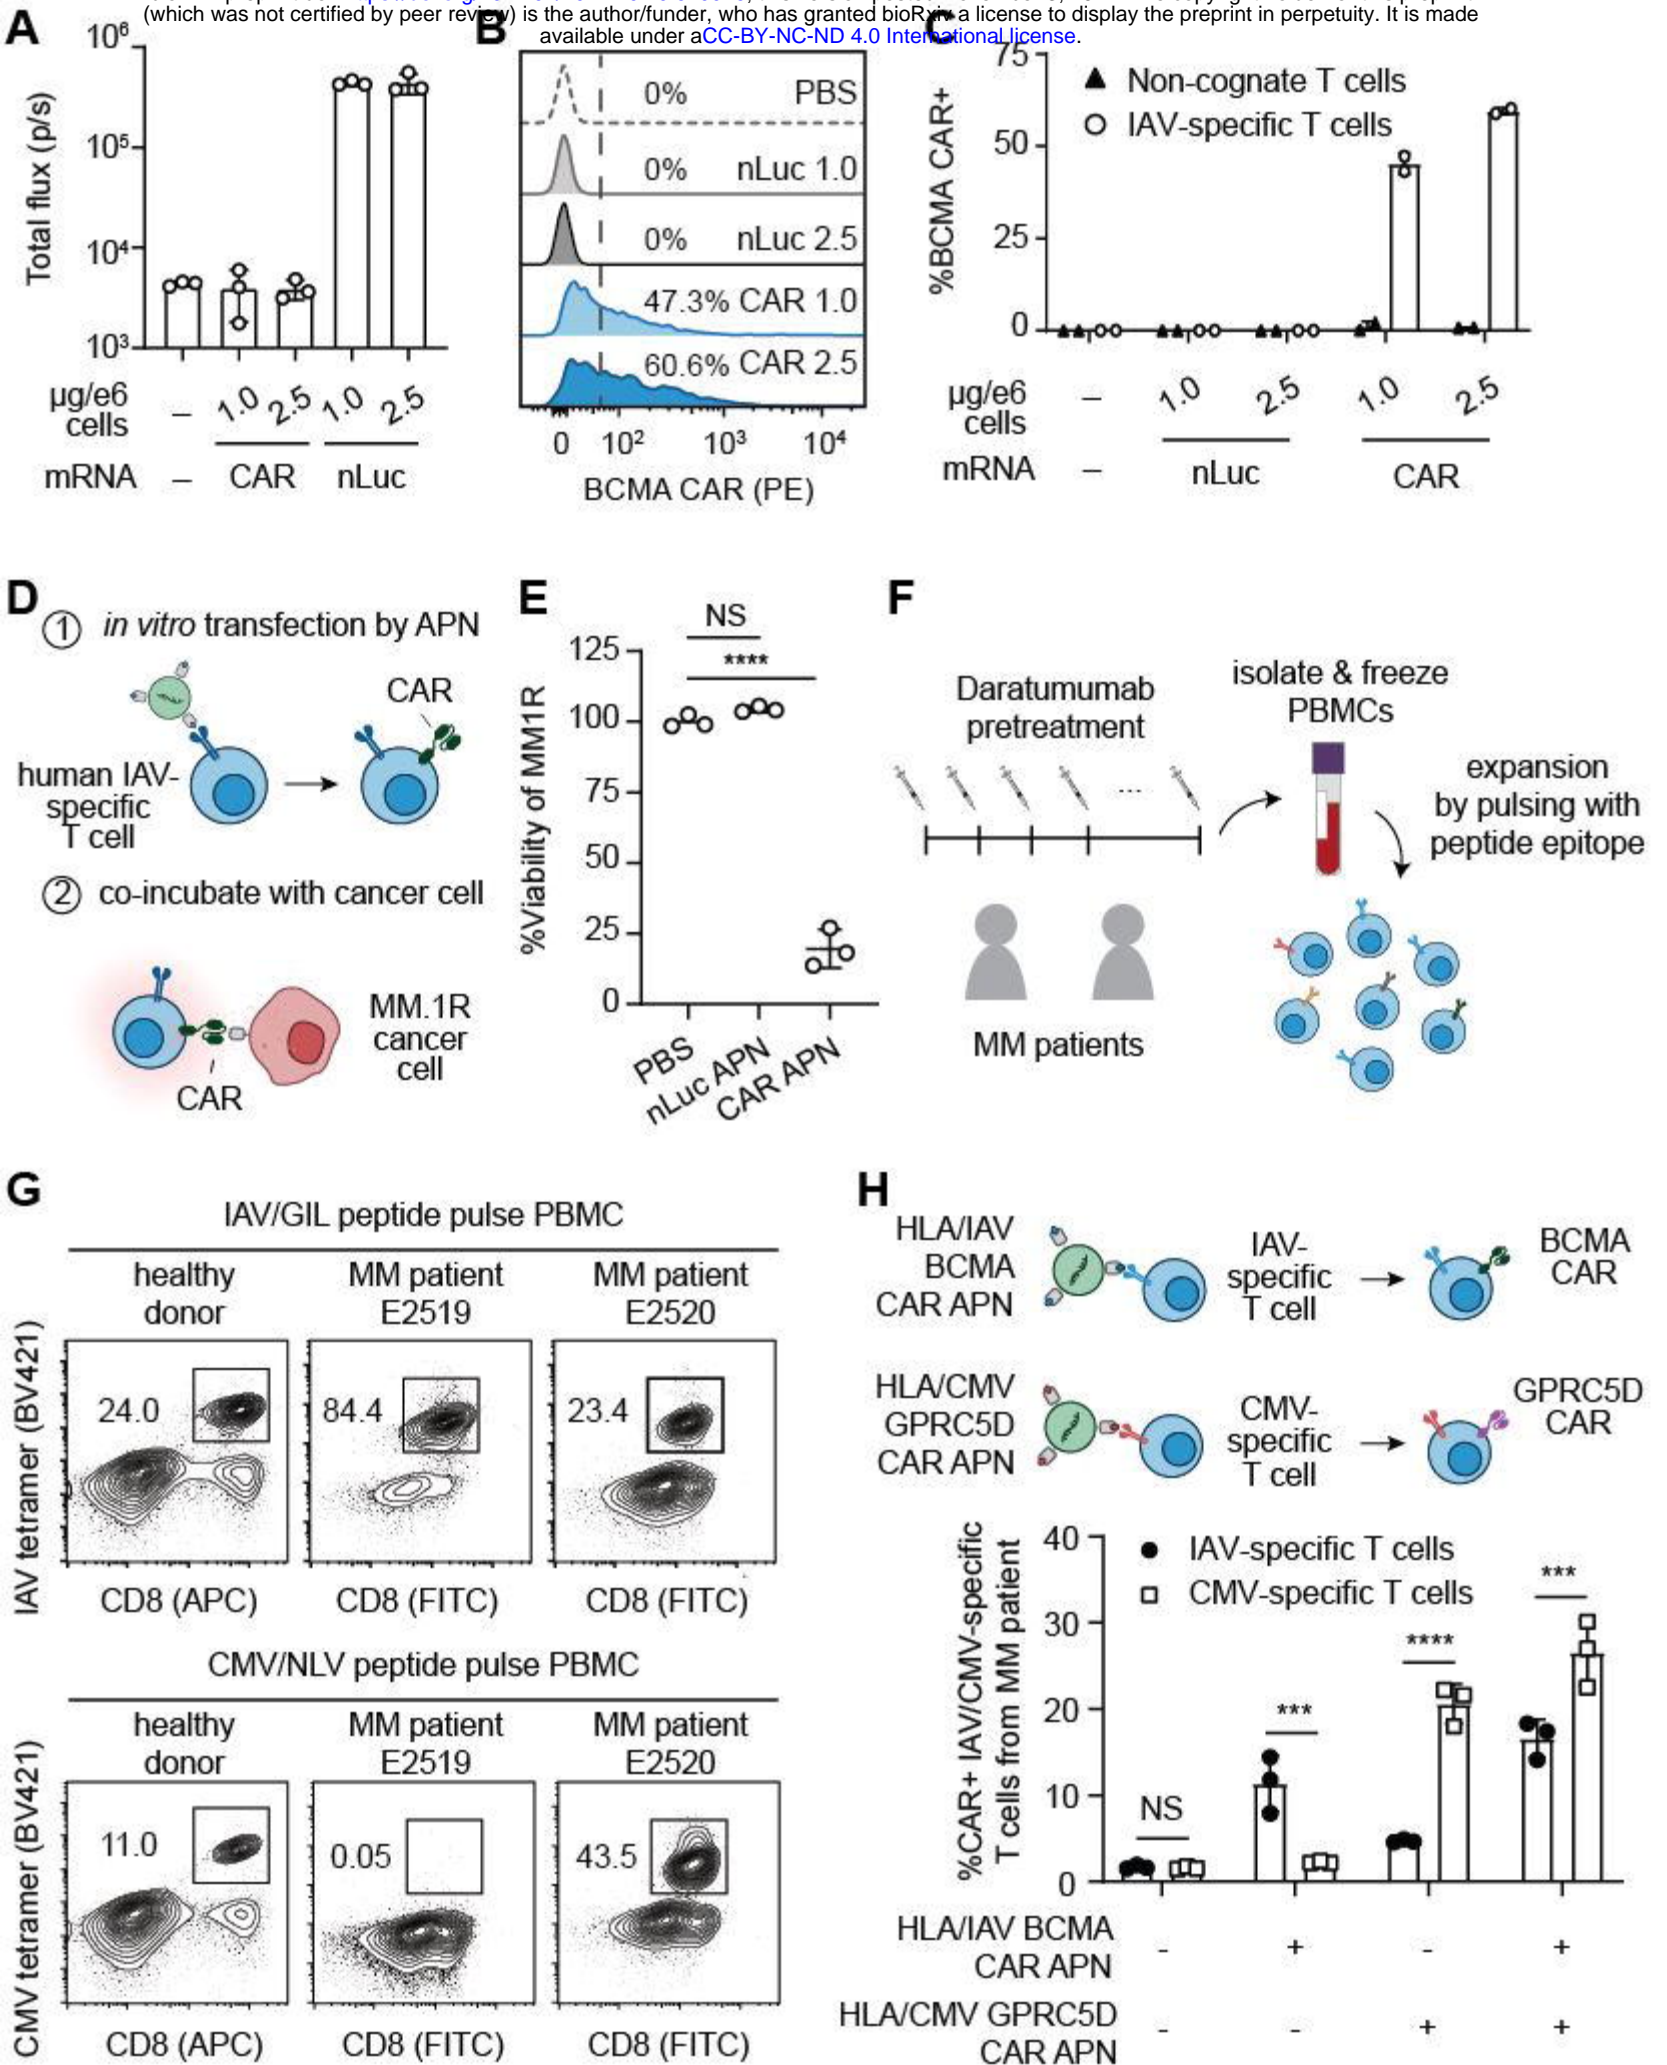 (which was not certified by peer review) is the author/funder, who has granted bioRxiv a license to display the preprint in perpetuity. It is made
available under aCC-BY-NC-ND 4.0 International license.
A
10⁶
10⁵
10⁴
10³
Total flux (p/s)
µg/e6
cells
– 1.0 2.5 1.0 2.5
mRNA – CAR nLuc
B
0% PBS
0% nLuc 1.0
0% nLuc 2.5
47.3% CAR 1.0
60.6% CAR 2.5
0 10² 10³ 10⁴
BCMA CAR (PE)
C
75
50
25
0
%BCMA CAR+
Non-cognate T cells
IAV-specific T cells
µg/e6
cells
– 1.0 2.5 1.0 2.5
mRNA – nLuc CAR
D
1 in vitro transfection by APN
CAR
human IAV-
specific
T cell
2 co-incubate with cancer cell
MM.1R
cancer
cell
CAR
E
NS
****
125
100
75
50
25
0
%Viability of MM1R
PBS
nLuc APN
CAR APN
F
Daratumumab
pretreatment
...
isolate & freeze
PBMCs
expansion
by pulsing with
peptide epitope
MM patients
G
IAV/GIL peptide pulse PBMC
healthy
donor
MM patient
E2519
MM patient
E2520
IAV tetramer (BV421)
24.0
84.4
23.4
CD8 (APC)
CD8 (FITC)
CD8 (FITC)
CMV/NLV peptide pulse PBMC
healthy
donor
MM patient
E2519
MM patient
E2520
CMV tetramer (BV421)
11.0
0.05
43.5
CD8 (APC)
CD8 (FITC)
CD8 (FITC)
H
HLA/IAV
BCMA
CAR APN
IAV-
specific
T cell
BCMA
CAR
HLA/CMV
GPRC5D
CAR APN
CMV-
specific
T cell
GPRC5D
CAR
%CAR+ IAV/CMV-specific
T cells from MM patient
40
30
20
10
0
IAV-specific T cells
CMV-specific T cells
NS
***
****
***
HLA/IAV BCMA
CAR APN
- + - +
HLA/CMV GPRC5D
CAR APN
- - + +